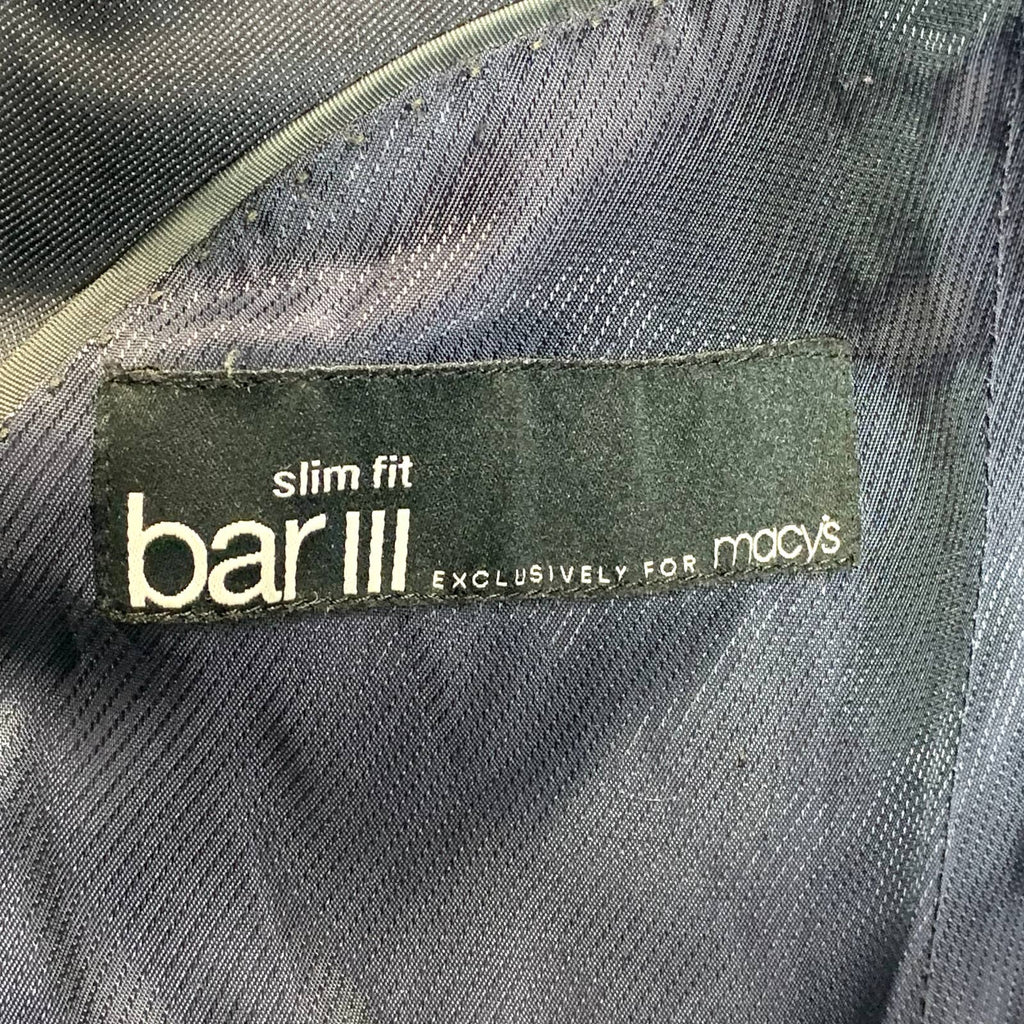 slim fit
bar III EXCLUSIVELY FOR macy's